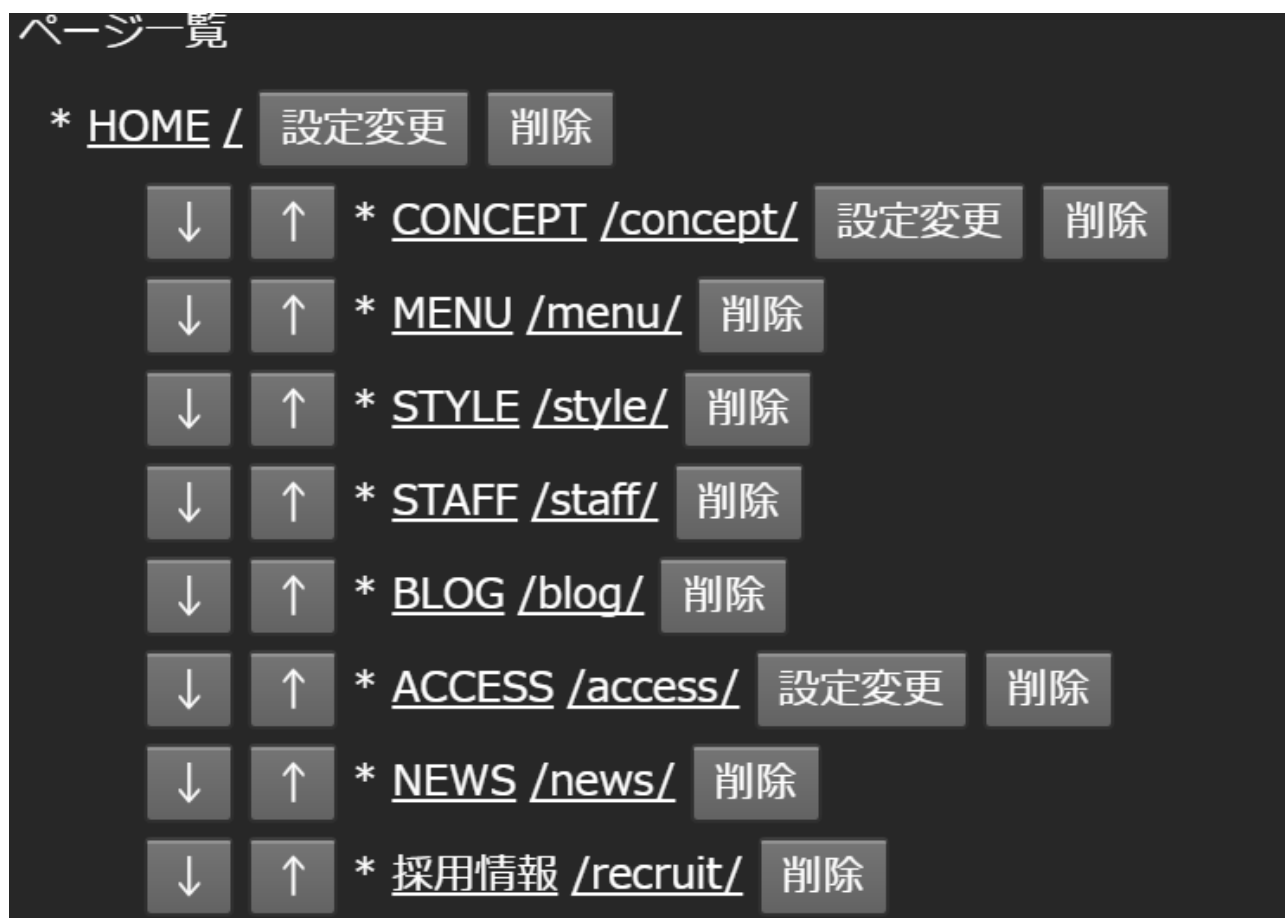 ページ一覧
* HOME / 設定変更 削除
↓ ↑ * CONCEPT /concept/ 設定変更 削除
↓ ↑ * MENU /menu/ 削除
↓ ↑ * STYLE /style/ 削除
↓ ↑ * STAFF /staff/ 削除
↓ ↑ * BLOG /blog/ 削除
↓ ↑ * ACCESS /access/ 設定変更 削除
↓ ↑ * NEWS /news/ 削除
↓ ↑ * 採用情報 /recruit/ 削除